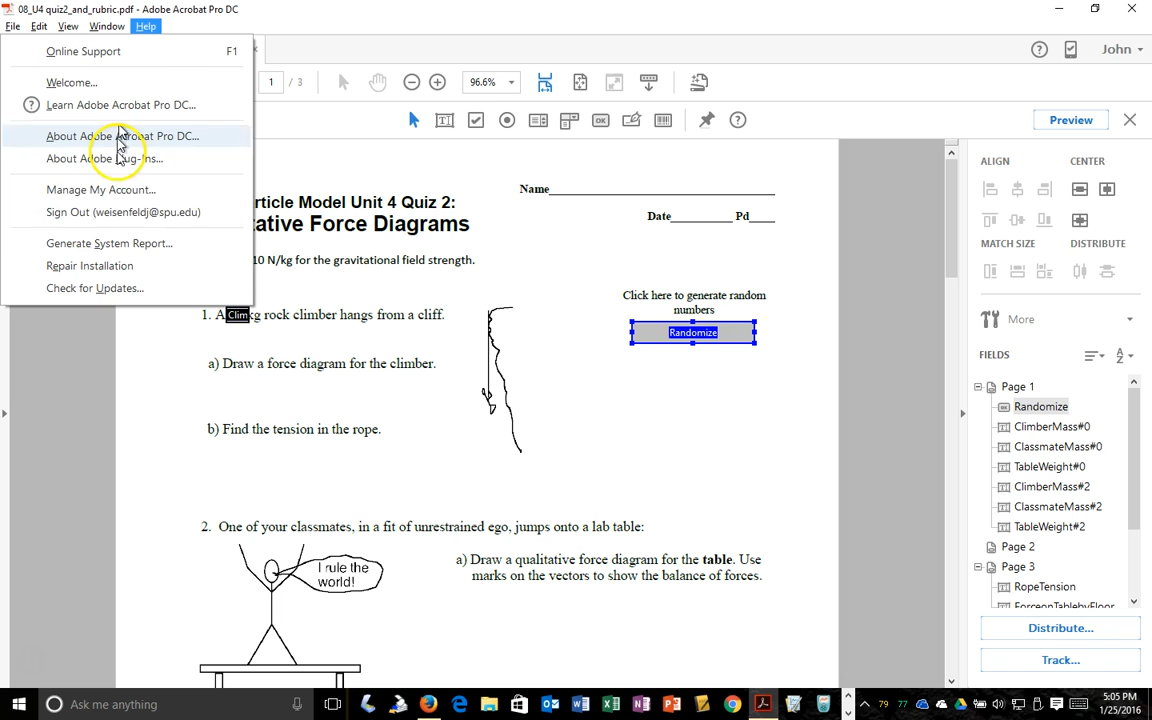 08_U4 quiz2_and_rubric.pdf - Adobe Acrobat Pro DC
File Edit View Window Help
Online Support F1
Welcome...
Learn Adobe Acrobat Pro DC...
About Adobe Acrobat Pro DC...
About Adobe Plug-Ins...
Manage My Account...
Sign Out (weisenfeldj@spu.edu)
Generate System Report...
Repair Installation
Check for Updates...
John
1 / 3 96.6%
Preview
Name
Date Pd
rticle Model Unit 4 Quiz 2:
ative Force Diagrams
10 N/kg for the gravitational field strength.
Click here to generate random
numbers
Randomize
1. A Clim kg rock climber hangs from a cliff.
a) Draw a force diagram for the climber.
b) Find the tension in the rope.
2. One of your classmates, in a fit of unrestrained ego, jumps onto a lab table:
I rule the
world!
a) Draw a qualitative force diagram for the table. Use
marks on the vectors to show the balance of forces.
ALIGN CENTER
MATCH SIZE DISTRIBUTE
More
FIELDS
Page 1
Randomize
ClimberMass#0
ClassmateMass#0
TableWeight#0
ClimberMass#2
ClassmateMass#2
TableWeight#2
Page 2
Page 3
RopeTension
ForceonTablebyFloor
Distribute...
Track...
Ask me anything
79 77
5:05 PM
1/25/2016